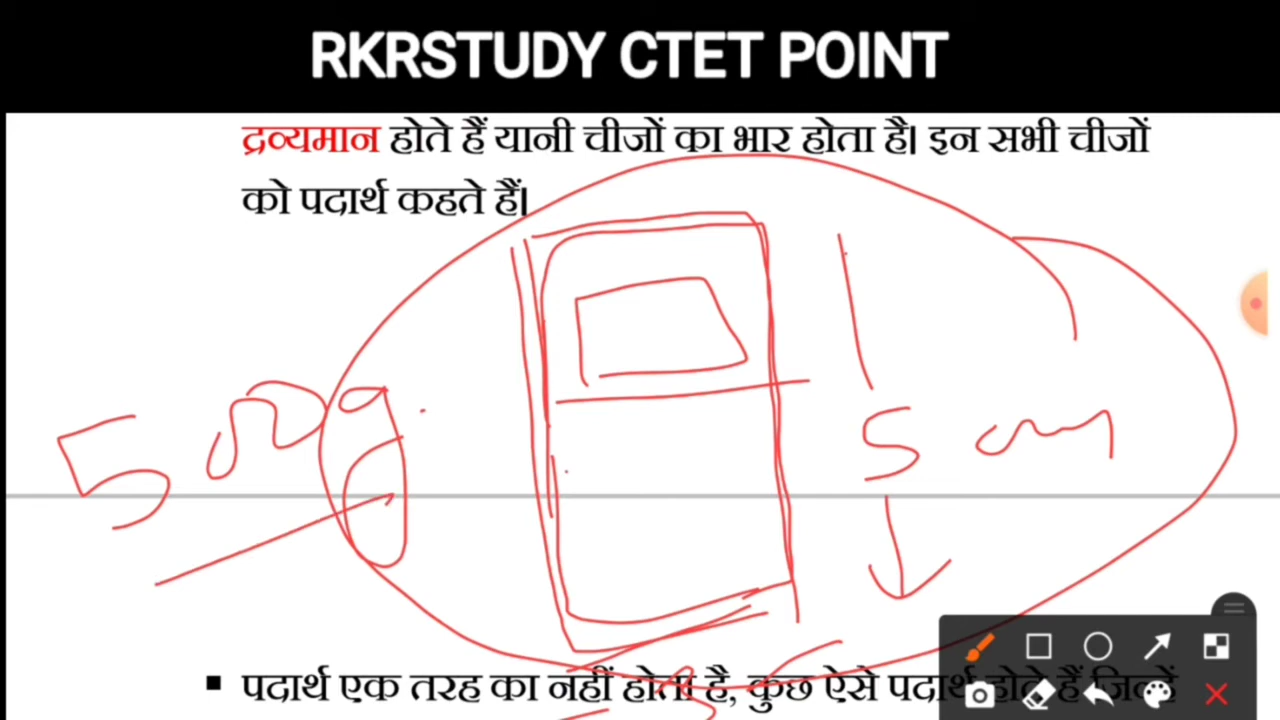 RKRSTUDY CTET POINT
द्रव्यमान होते हैं यानी चीजों का भार होता है। इन सभी चीजों
को पदार्थ कहते हैं।
500g
5 cm
▪ पदार्थ एक तरह का नहीं होता है, कुछ ऐसे पदार्थ होते हैं जिनमें